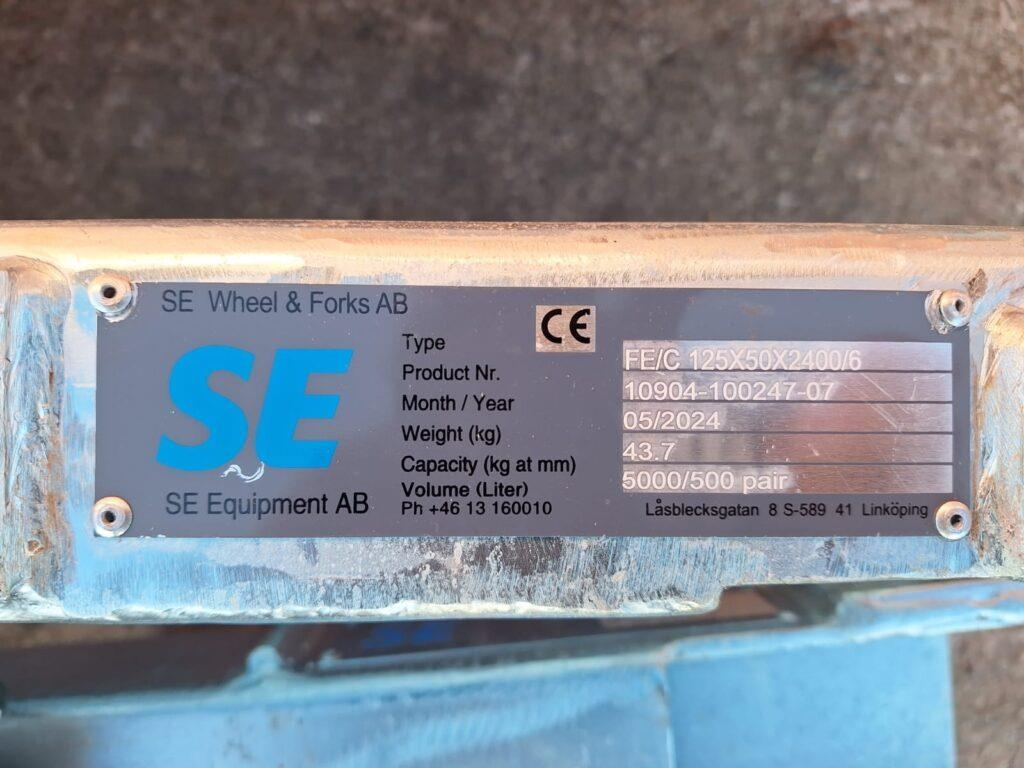 SE Wheel & Forks AB
CE
SE
SE Equipment AB
Type FE/C 125X50X2400/6
Product Nr. 10904-100247-07
Month / Year 05/2024
Weight (kg) 43.7
Capacity (kg at mm) 5000/500 pair
Volume (Liter)
Ph +46 13 160010
Låsblecksgatan 8 S-589 41 Linköping
SE